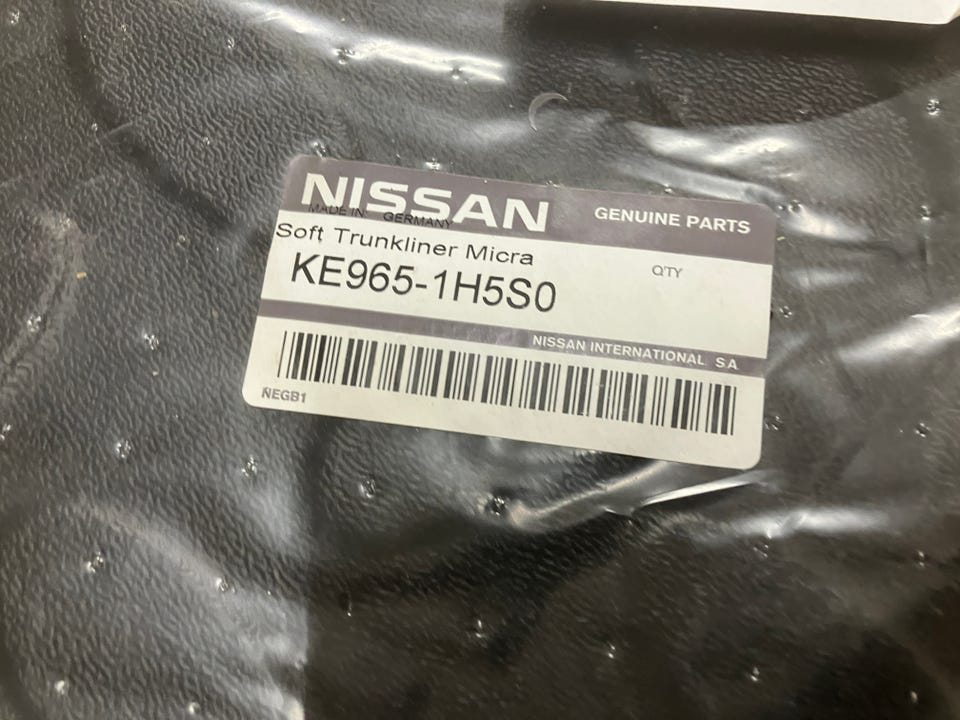 NISSAN GENUINE PARTS
MADE IN: GERMANY
Soft Trunkliner Micra
QTY
KE965-1H5S0
NISSAN INTERNATIONAL SA
NEGB1